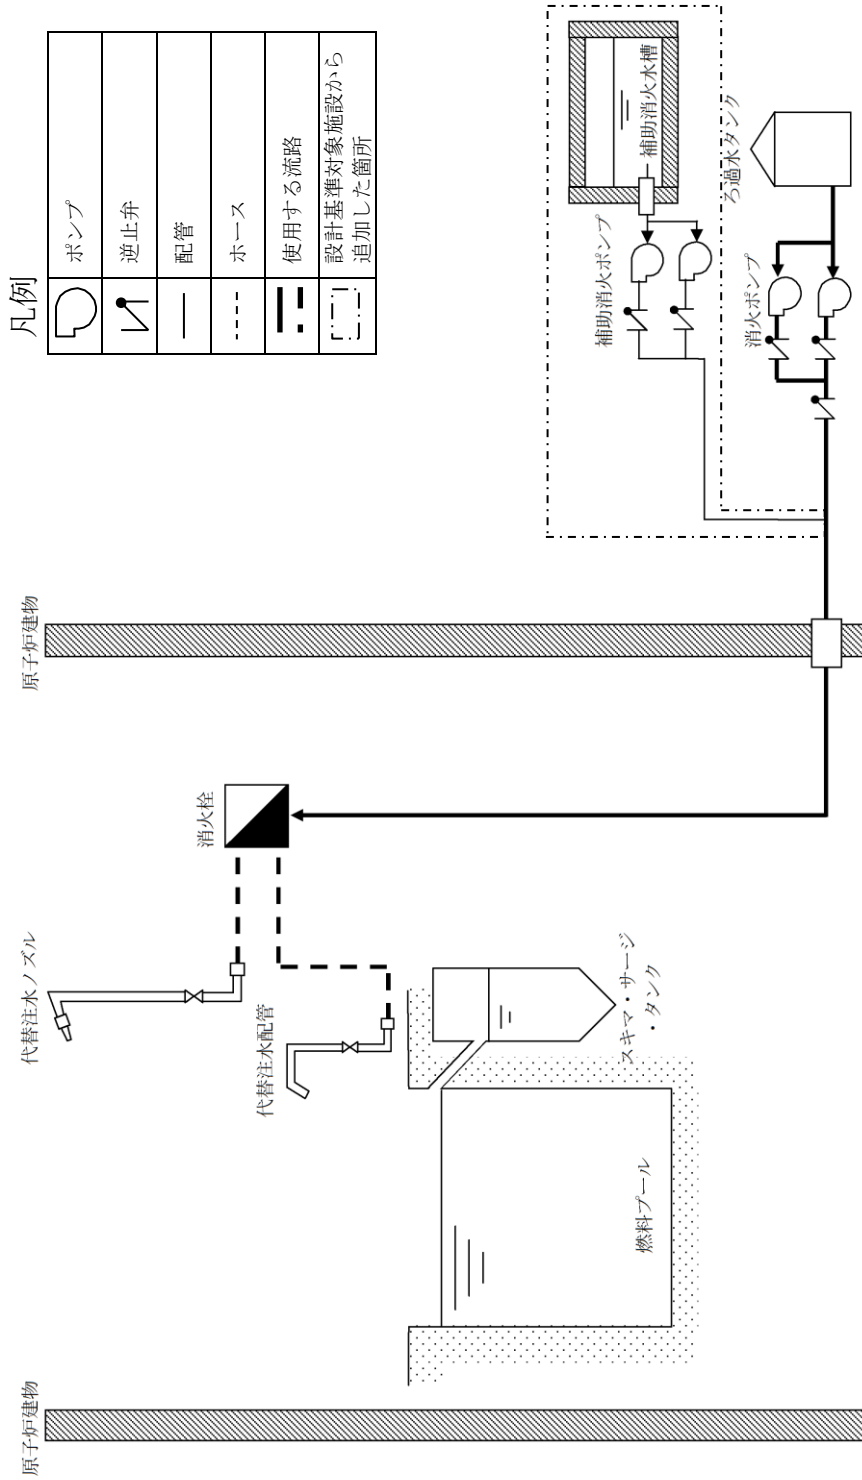 凡例
ポンプ
逆止弁
配管
ホース
使用する流路
設計基準対象施設から
追加した箇所
原子炉建物
代替注水ノズル
代替注水配管
燃料プール
スキマ・サージ
・タンク
消火栓
原子炉建物
補助消火ポンプ
補助消火水槽
消火ポンプ
ろ過水タンク